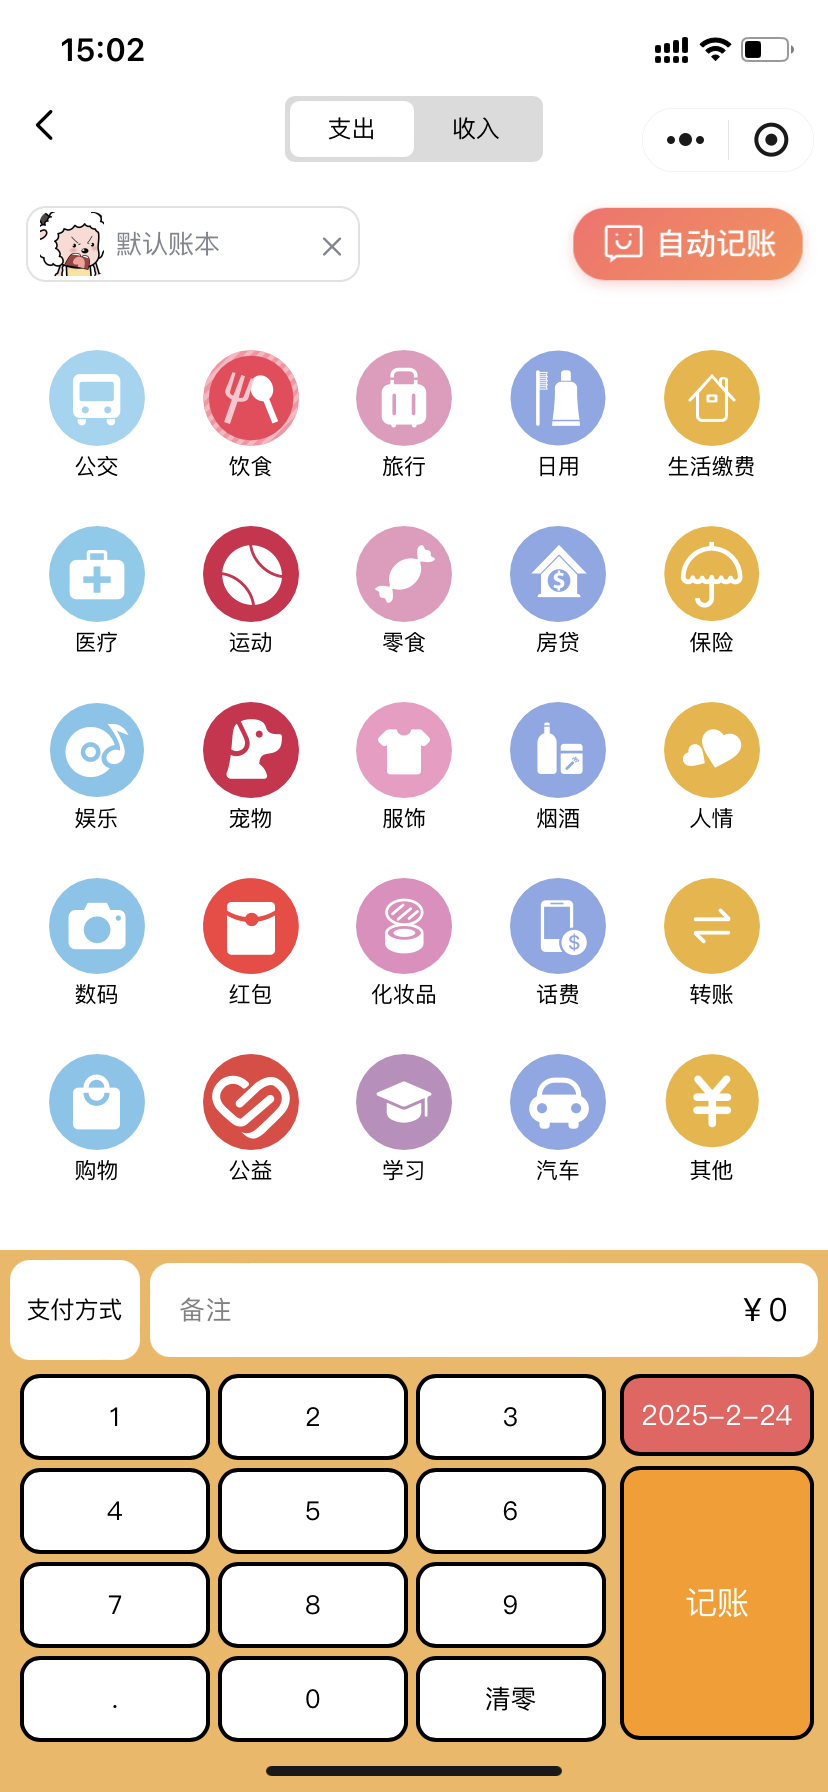 15:02
支出 收入
默认账本 自动记账
公交 饮食 旅行 日用 生活缴费
医疗 运动 零食 房贷 保险
娱乐 宠物 服饰 烟酒 人情
数码 红包 化妆品 话费 转账
购物 公益 学习 汽车 其他
支付方式 备注 ¥0
1 2 3 2025-2-24
4 5 6
7 8 9 记账
. 0 清零